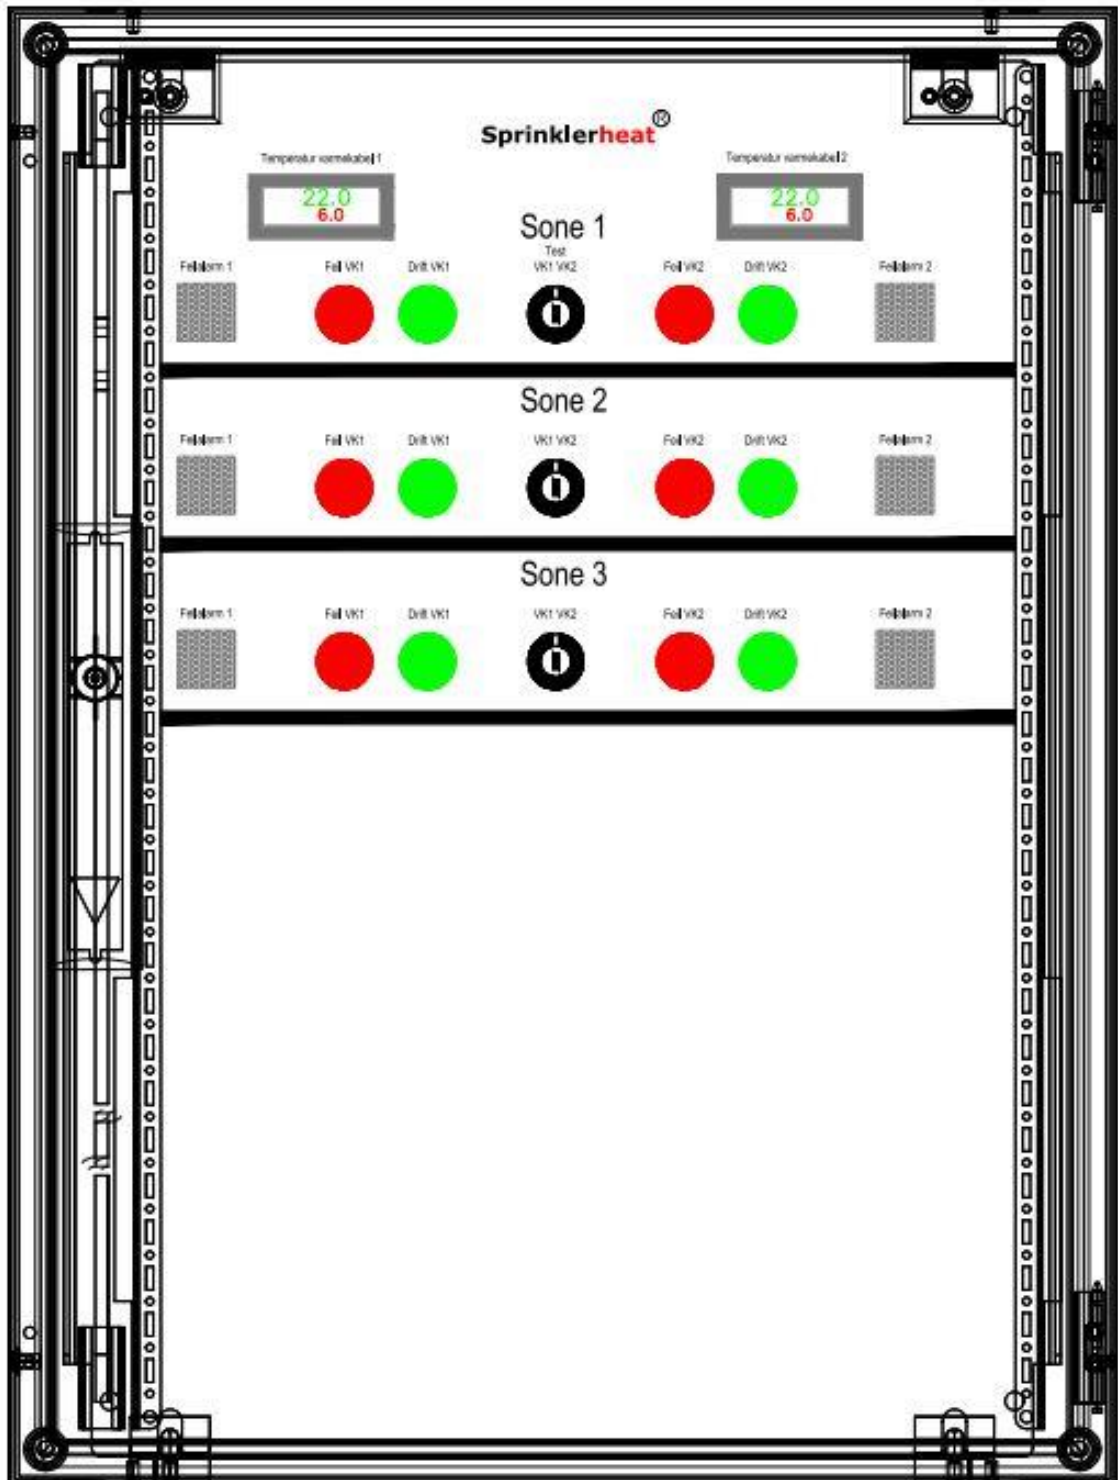 Sprinklerheat®
Temperatur varmekabel 1
Temperatur varmekabel 2
22.0
6.0
22.0
6.0
Sone 1
Test
Feilalarm 1 Feil VK1 Drift VK1 VK1 VK2 Feil VK2 Drift VK2 Feilalarm 2
Sone 2
Feilalarm 1 Feil VK1 Drift VK1 VK1 VK2 Feil VK2 Drift VK2 Feilalarm 2
Sone 3
Feilalarm 1 Feil VK1 Drift VK1 VK1 VK2 Feil VK2 Drift VK2 Feilalarm 2